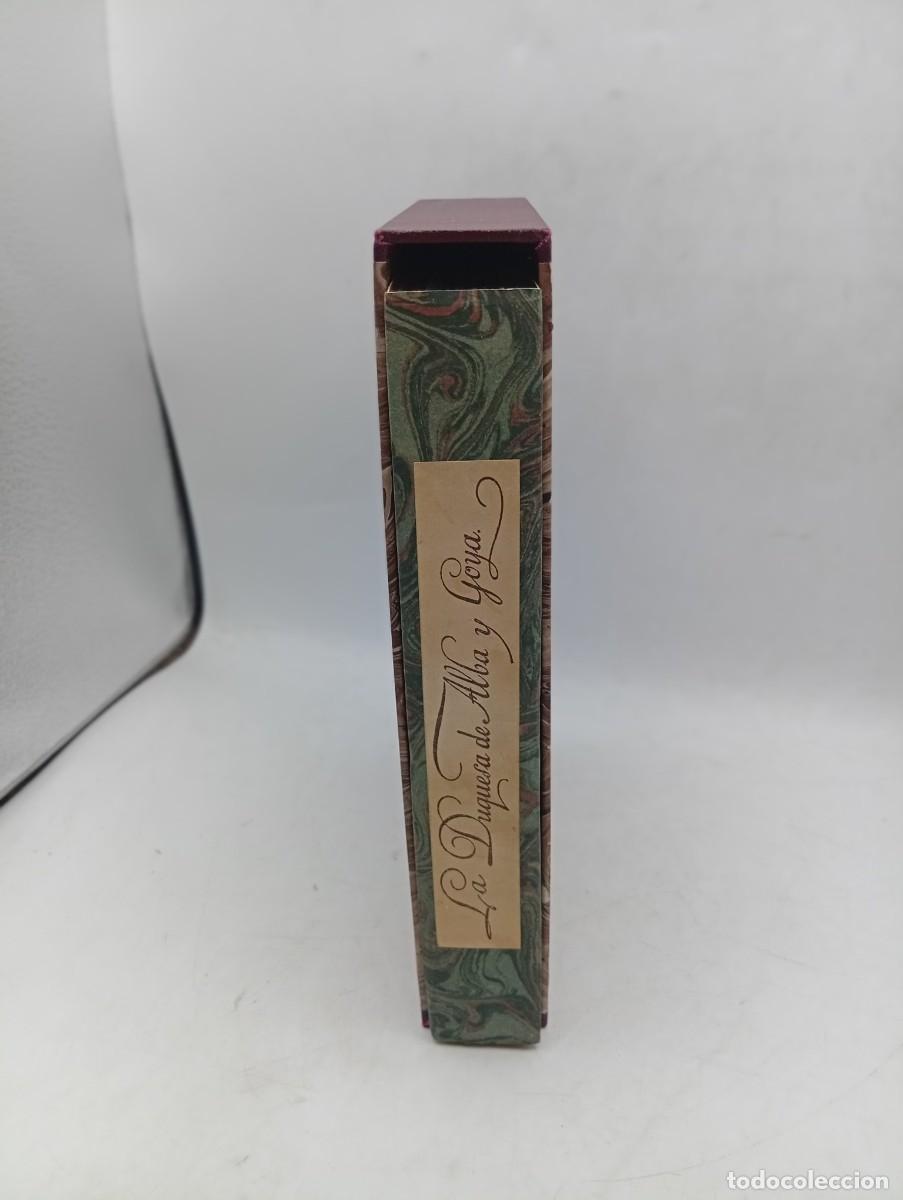 La Duquesa de Alba y Goya.
todocoleccion